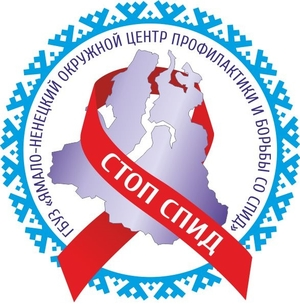 ГБУЗ «ЯМАЛО-НЕНЕЦКИЙ ОКРУЖНОЙ ЦЕНТР ПРОФИЛАКТИКИ И БОРЬБЫ СО СПИД»
СТОП СПИД